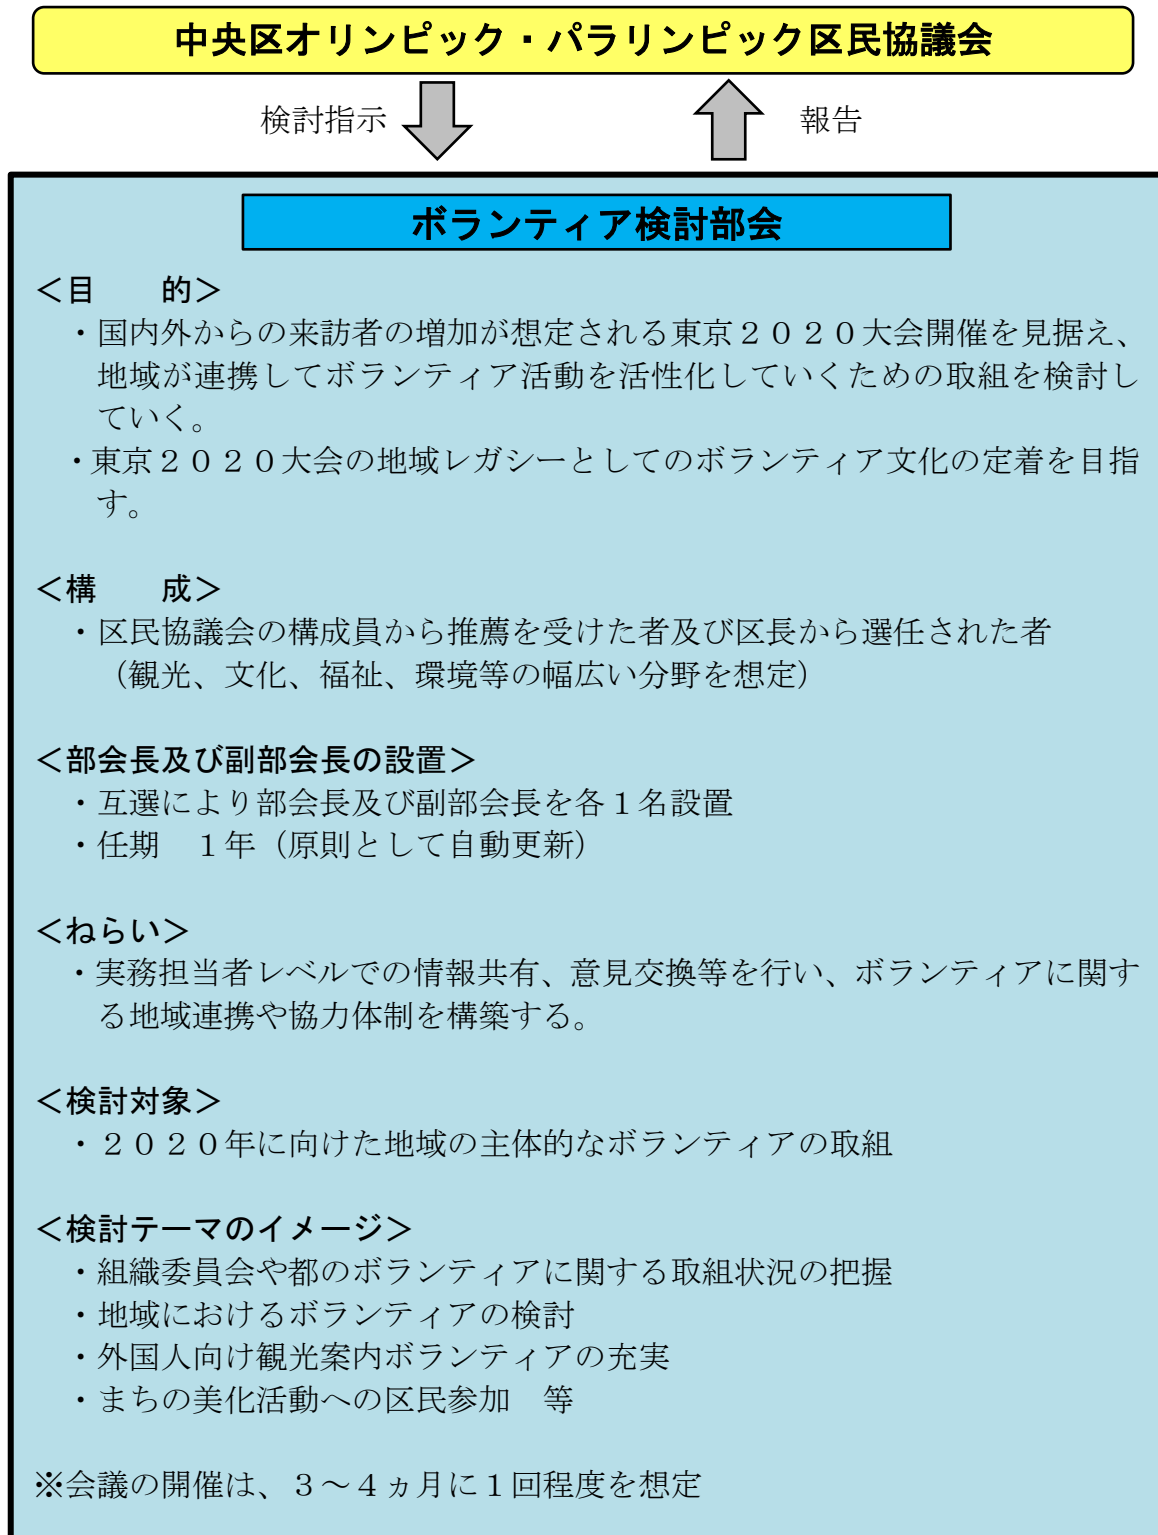 中央区オリンピック・パラリンピック区民協議会
検討指示
報告
ボランティア検討部会
＜目　　的＞
・国内外からの来訪者の増加が想定される東京２０２０大会開催を見据え、
地域が連携してボランティア活動を活性化していくための取組を検討し
ていく。
・東京２０２０大会の地域レガシーとしてのボランティア文化の定着を目指
す。
＜構　　成＞
・区民協議会の構成員から推薦を受けた者及び区長から選任された者
（観光、文化、福祉、環境等の幅広い分野を想定）
＜部会長及び副部会長の設置＞
・互選により部会長及び副部会長を各１名設置
・任期　１年（原則として自動更新）
＜ねらい＞
・実務担当者レベルでの情報共有、意見交換等を行い、ボランティアに関す
る地域連携や協力体制を構築する。
＜検討対象＞
・２０２０年に向けた地域の主体的なボランティアの取組
＜検討テーマのイメージ＞
・組織委員会や都のボランティアに関する取組状況の把握
・地域におけるボランティアの検討
・外国人向け観光案内ボランティアの充実
・まちの美化活動への区民参加　等
※会議の開催は、３～４ヵ月に１回程度を想定